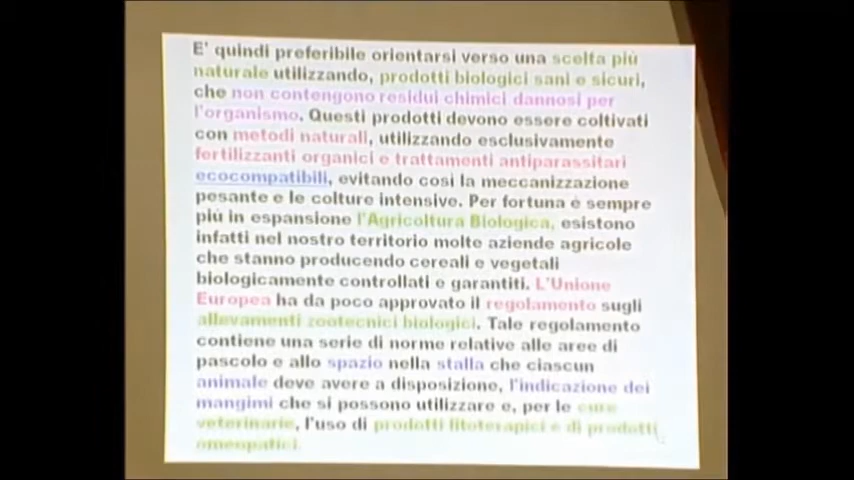 E' quindi preferibile orientarsi verso una scelta più
naturale utilizzando, prodotti biologici sani e sicuri,
che non contengono residui chimici dannosi per
l'organismo. Questi prodotti devono essere coltivati
con metodi naturali, utilizzando esclusivamente
fertilizzanti organici e trattamenti antiparassitari
ecocompatibili, evitando così la meccanizzazione
pesante e le colture intensive. Per fortuna è sempre
più in espansione l'Agricoltura Biologica, esistono
infatti nel nostro territorio molte aziende agricole
che stanno producendo cereali e vegetali
biologicamente controllati e garantiti. L'Unione
Europea ha da poco approvato il regolamento sugli
allevamenti zootecnici biologici. Tale regolamento
contiene una serie di norme relative alle aree di
pascolo e allo spazio nella stalla che ciascun
animale deve avere a disposizione, l'indicazione dei
mangimi che si possono utilizzare e, per le cure
veterinarie, l'uso di prodotti fitoterapici e di prodotti
omeopatici.